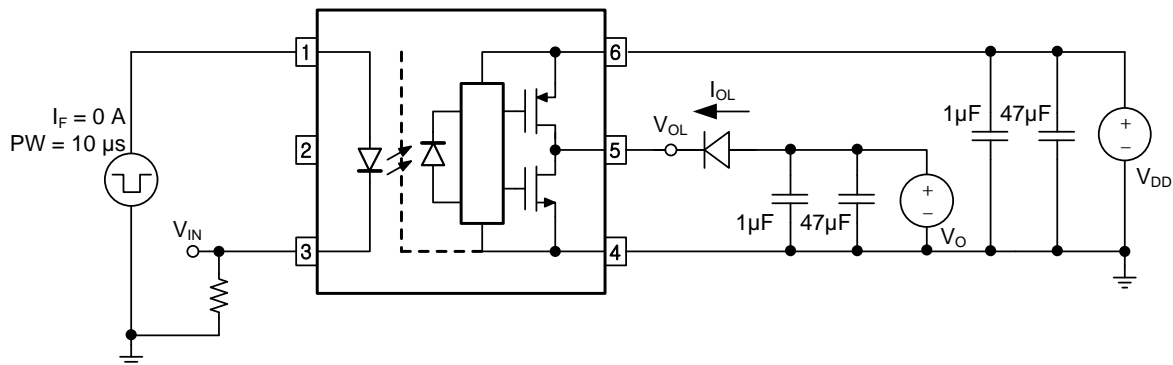 1
6
I_F = 0 A
PW = 10 µs
I_OL
1µF 47µF
+
−
V_DD
2
V_OL
5
+
−
1µF 47µF
V_O
V_IN
3
4